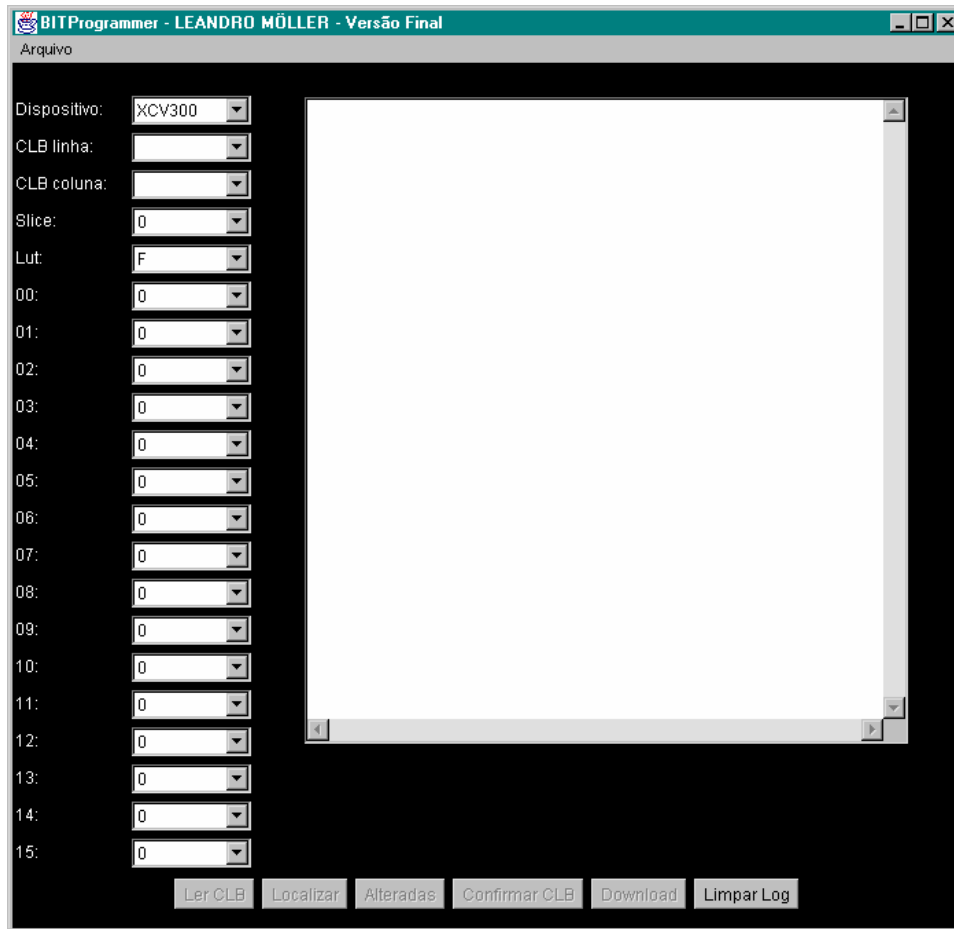 BITProgrammer - LEANDRO MÖLLER - Versão Final
Arquivo
Dispositivo: XCV300
CLB linha:
CLB coluna:
Slice: 0
Lut: F
00: 0
01: 0
02: 0
03: 0
04: 0
05: 0
06: 0
07: 0
08: 0
09: 0
10: 0
11: 0
12: 0
13: 0
14: 0
15: 0
Ler CLB Localizar Alteradas Confirmar CLB Download Limpar Log